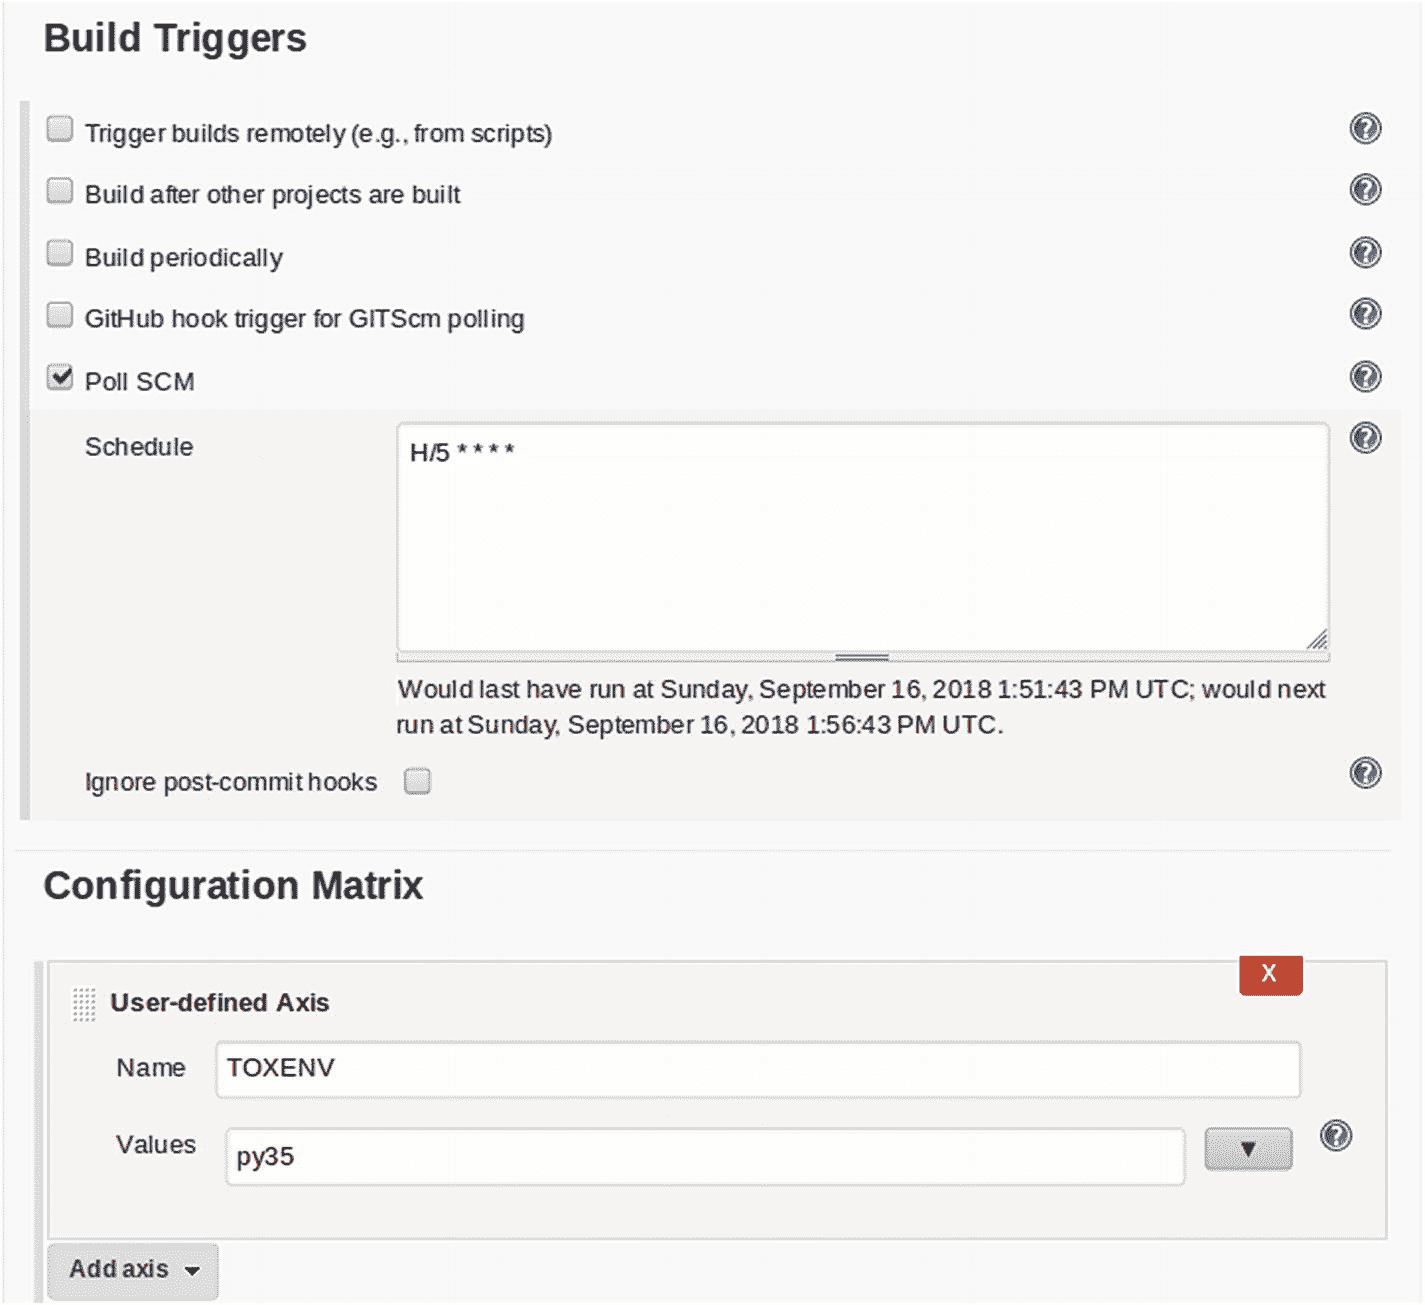 Build Triggers
Trigger builds remotely (e.g., from scripts)
Build after other projects are built
Build periodically
GitHub hook trigger for GITScm polling
Poll SCM
Schedule
H/5 * * * *
Would last have run at Sunday, September 16, 2018 1:51:43 PM UTC; would next
run at Sunday, September 16, 2018 1:56:43 PM UTC.
Ignore post-commit hooks
Configuration Matrix
X
User-defined Axis
Name
TOXENV
Values
py35
Add axis